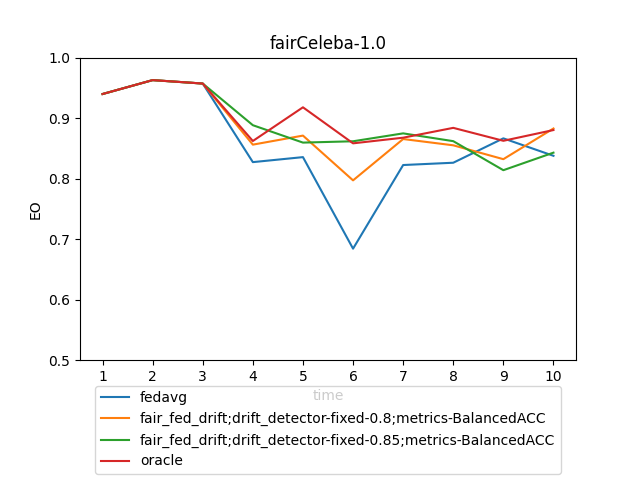 fairCeleba-1.0
1.0
0.9
0.8
0.7
0.6
0.5
EO
1 2 3 4 5 6 7 8 9 10
time
fedavg
fair_fed_drift;drift_detector-fixed-0.8;metrics-BalancedACC
fair_fed_drift;drift_detector-fixed-0.85;metrics-BalancedACC
oracle